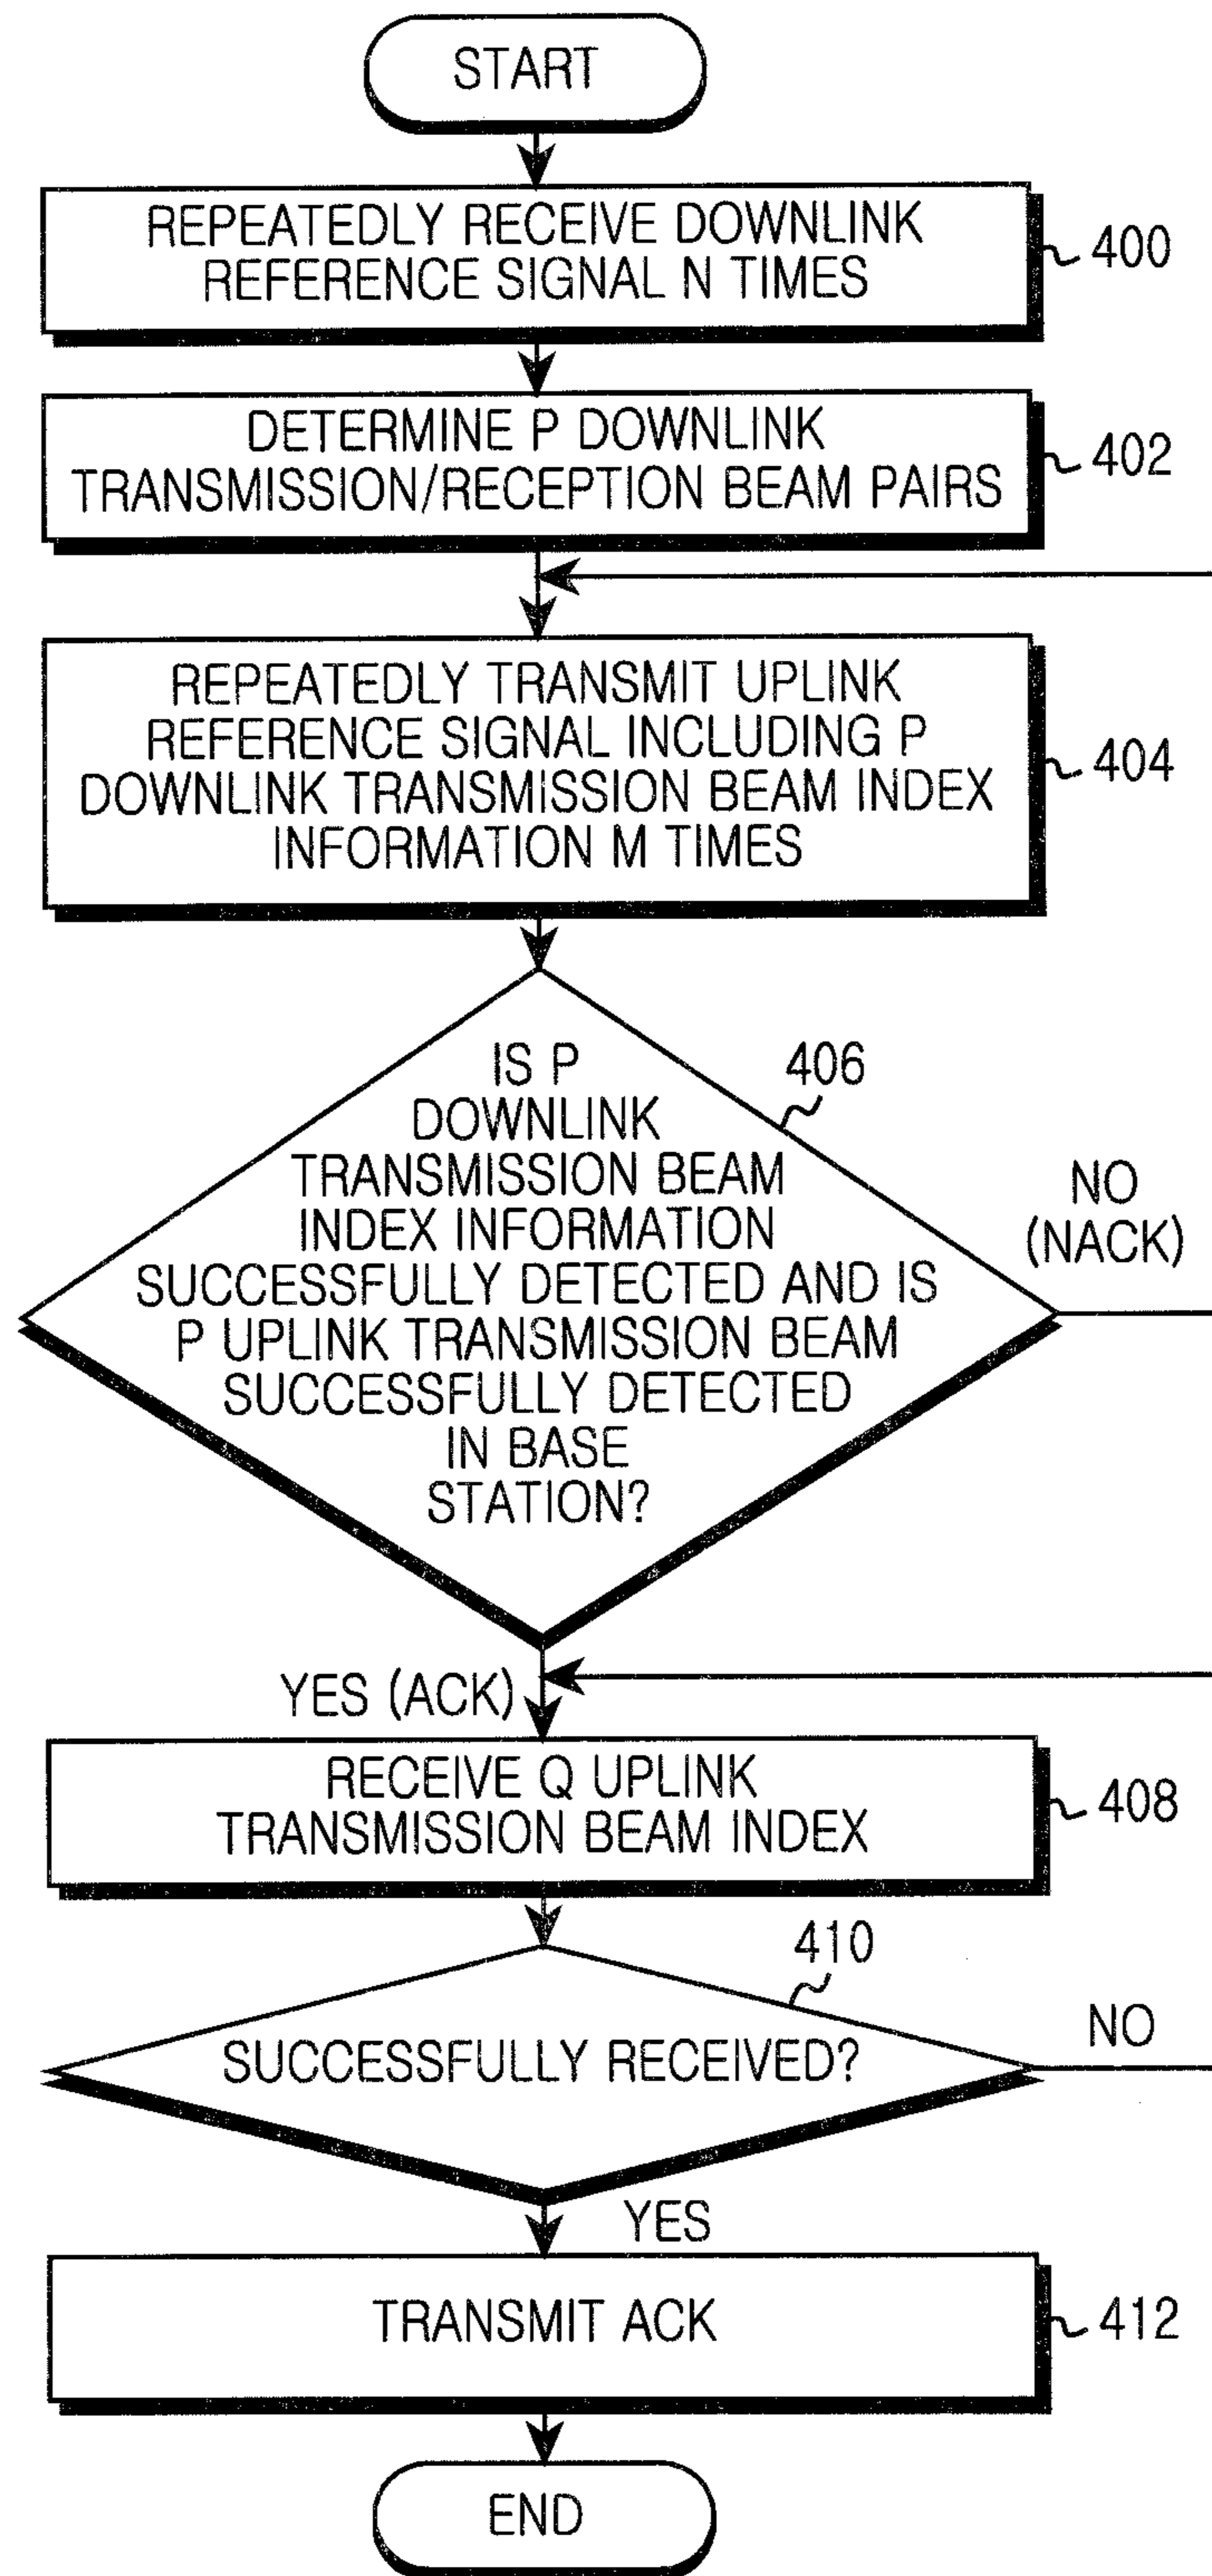 START
REPEATEDLY RECEIVE DOWNLINK
REFERENCE SIGNAL N TIMES
400
DETERMINE P DOWNLINK
TRANSMISSION/RECEPTION BEAM PAIRS
402
REPEATEDLY TRANSMIT UPLINK
REFERENCE SIGNAL INCLUDING P
DOWNLINK TRANSMISSION BEAM INDEX
INFORMATION M TIMES
404
IS P
DOWNLINK
TRANSMISSION BEAM
INDEX INFORMATION
SUCCESSFULLY DETECTED AND IS
P UPLINK TRANSMISSION BEAM
SUCCESSFULLY DETECTED
IN BASE
STATION?
406
NO
(NACK)
YES (ACK)
RECEIVE Q UPLINK
TRANSMISSION BEAM INDEX
408
410
SUCCESSFULLY RECEIVED?
NO
YES
TRANSMIT ACK
412
END